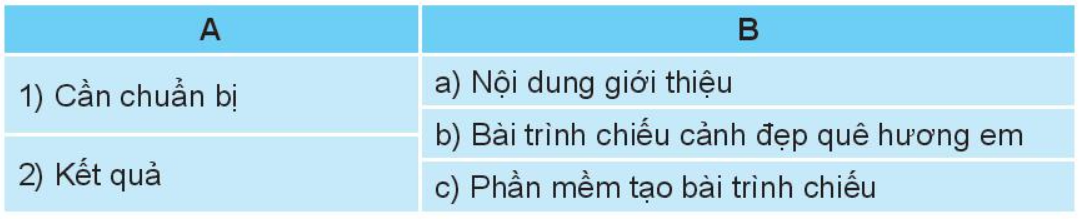 A
B
1) Cần chuẩn bị
2) Kết quả
a) Nội dung giới thiệu
b) Bài trình chiếu cảnh đẹp quê hương em
c) Phần mềm tạo bài trình chiếu